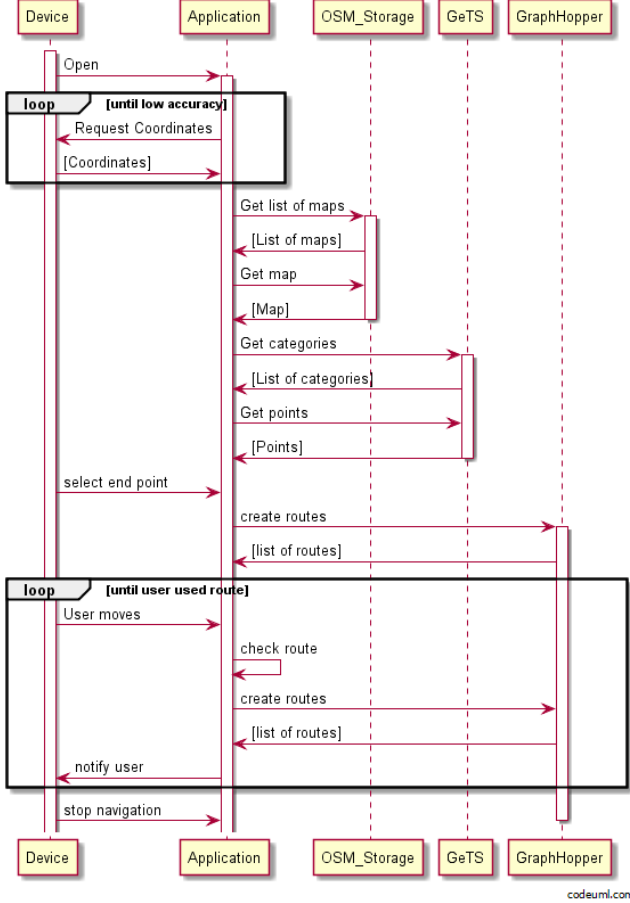 Device
Application
OSM_Storage
GeTS
GraphHopper
Open
loop [until low accuracy]
Request Coordinates
[Coordinates]
Get list of maps
[List of maps]
Get map
[Map]
Get categories
[List of categories]
Get points
[Points]
select end point
create routes
[list of routes]
loop [until user used route]
User moves
check route
create routes
[list of routes]
notify user
stop navigation
Device
Application
OSM_Storage
GeTS
GraphHopper
codeuml.com